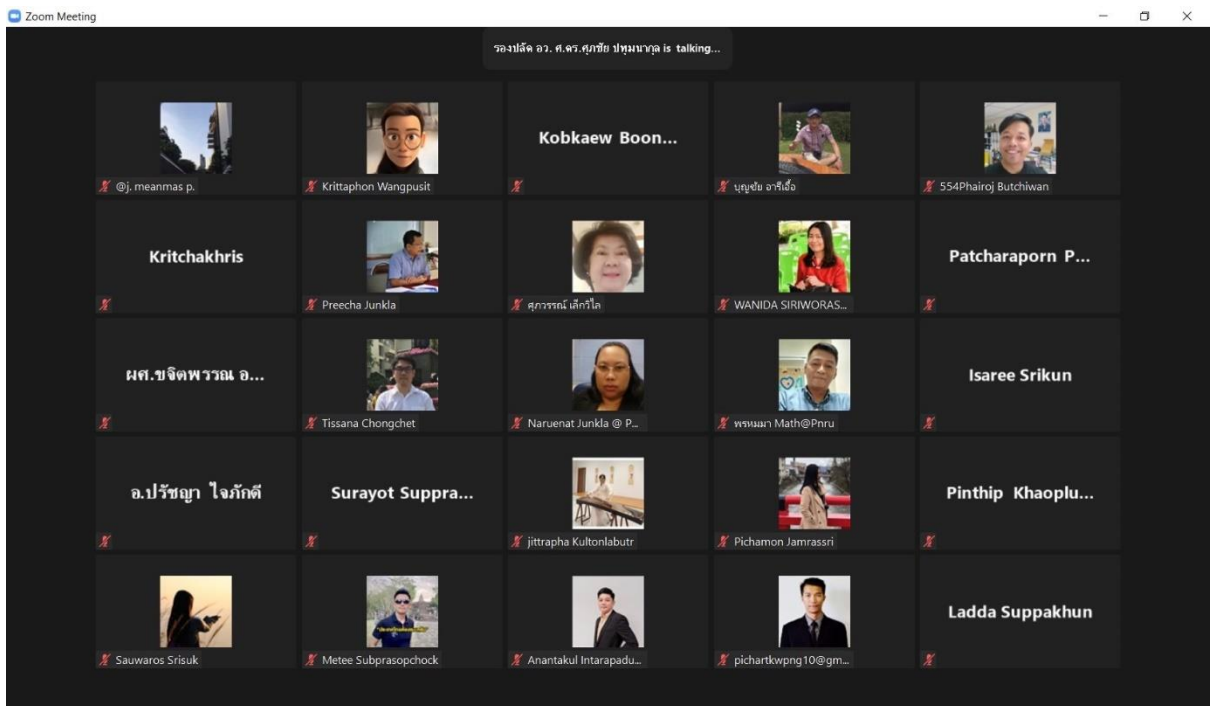 Zoom Meeting
รองปลัด อว. ศ.ดร.ศุภชัย ปทุมนากุล is talking...
@j. meanmas p.
Krittaphon Wangpusit
Kobkaew Boon...
บุญชัย อารีเอื้อ
554Phairoj Butchiwan
Kritchakhris
Preecha Junkla
ศุภวรรณ์ เล็กวิไล
WANIDA SIRIWORAS...
Patcharaporn P...
ผศ.ขจิตพรรณ อ...
Tissana Chongchet
Naruenat Junkla @ P...
พรหมมา Math@Pnru
Isaree Srikun
อ.ปรัชญา ใจภักดี
Surayot Suppra...
jittrapha Kultonlabutr
Pichamon Jamrassri
Pinthip Khaoplu...
Sauwaros Srisuk
Metee Subprasopchock
Anantakul Intarapadu...
pichartkwpng10@gm...
Ladda Suppakhun